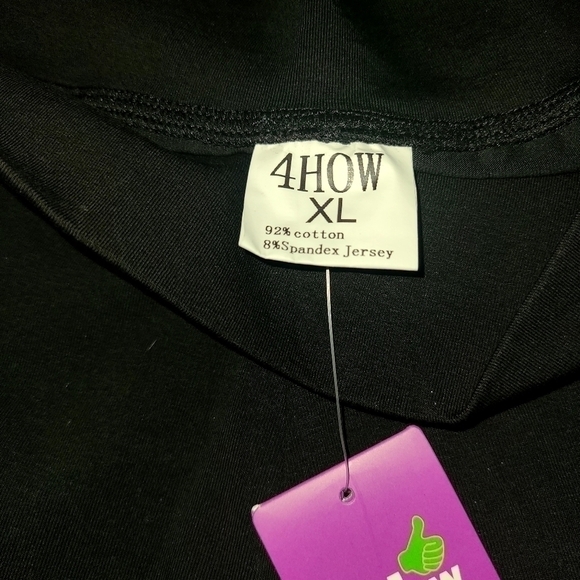 4HOW
XL
92% cotton
8%Spandex Jersey